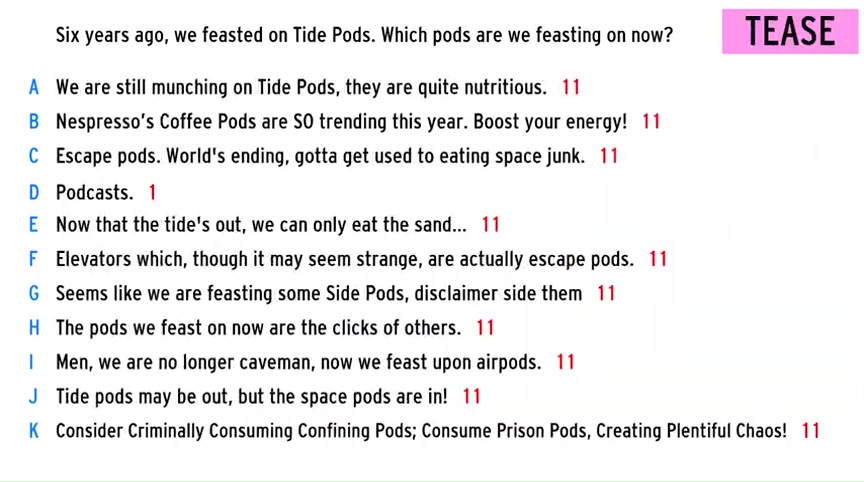 Six years ago, we feasted on Tide Pods. Which pods are we feasting on now?
TEASE
A We are still munching on Tide Pods, they are quite nutritious. 11
B Nespresso's Coffee Pods are SO trending this year. Boost your energy! 11
C Escape pods. World's ending, gotta get used to eating space junk. 11
D Podcasts. 1
E Now that the tide's out, we can only eat the sand... 11
F Elevators which, though it may seem strange, are actually escape pods. 11
G Seems like we are feasting some Side Pods, disclaimer side them 11
H The pods we feast on now are the clicks of others. 11
I Men, we are no longer caveman, now we feast upon airpods. 11
J Tide pods may be out, but the space pods are in! 11
K Consider Criminally Consuming Confining Pods; Consume Prison Pods, Creating Plentiful Chaos! 11